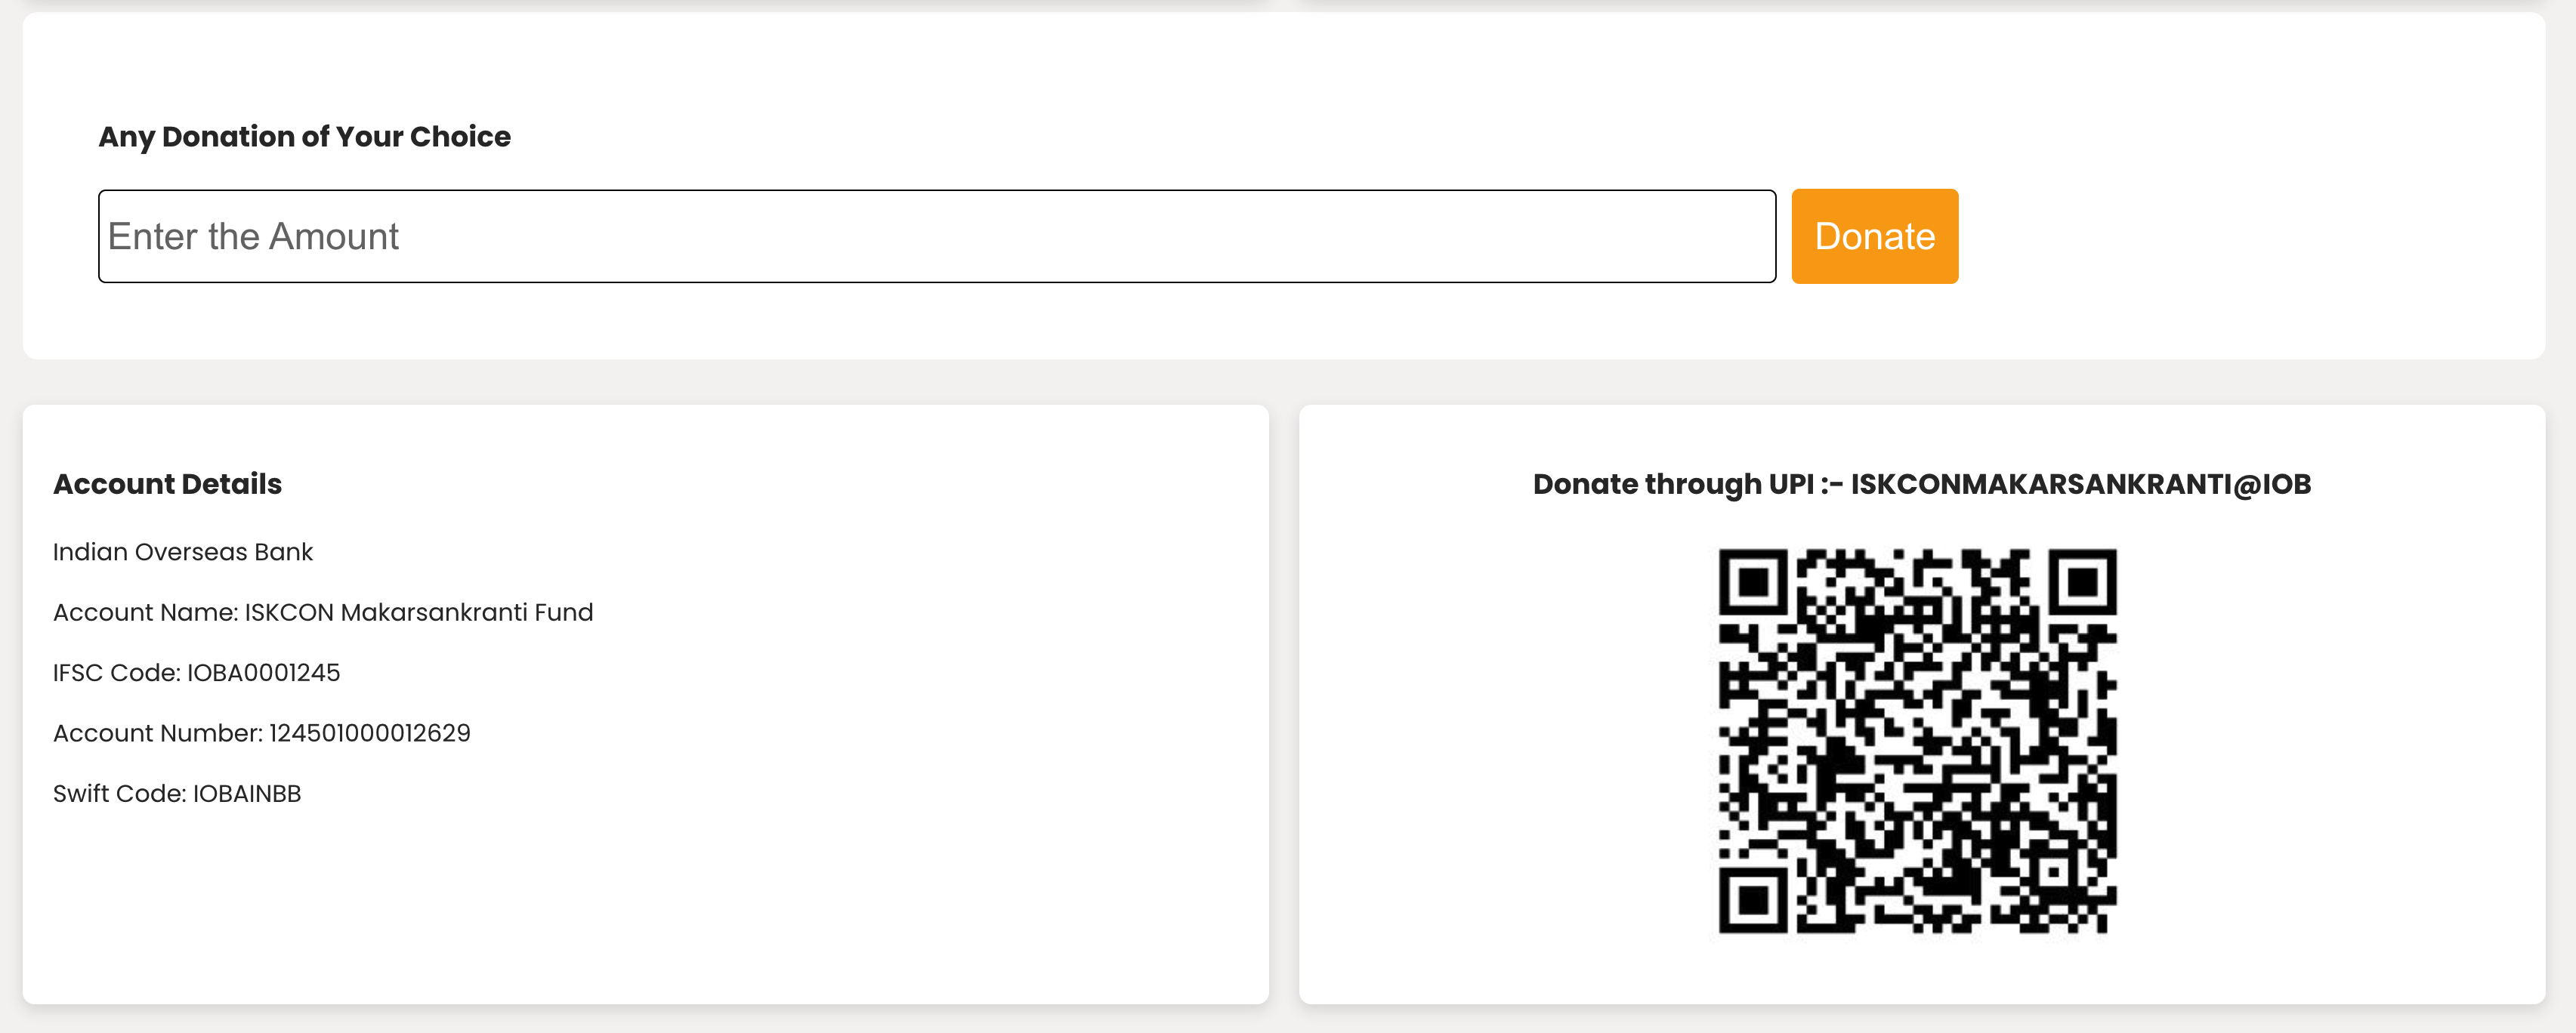 Any Donation of Your Choice
Enter the Amount
Donate
Account Details
Indian Overseas Bank
Account Name: ISKCON Makarsankranti Fund
IFSC Code: IOBA0001245
Account Number: 124501000012629
Swift Code: IOBAINBB
Donate through UPI :- ISKCONMAKARSANKRANTI@IOB